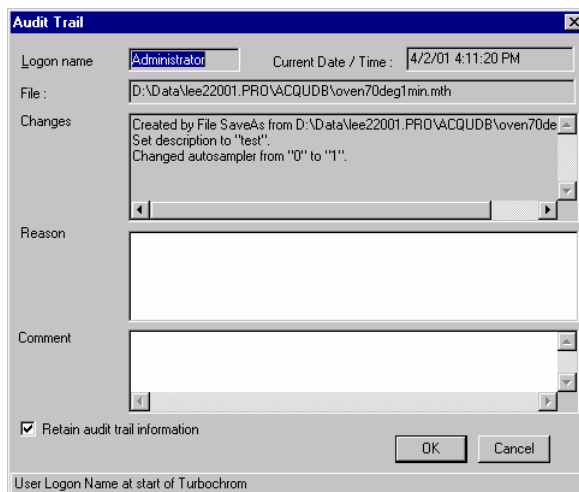 Audit Trail
Logon name Administrator Current Date / Time : 4/2/01 4:11:20 PM
File : D:\Data\lee22001.PRO\ACQUDB\oven70deg1min.mth
Changes Created by File SaveAs from D:\Data\lee22001.PRO\ACQUDB\oven70de
Set description to "test".
Changed autosampler from "0" to "1".
Reason
Comment
Retain audit trail information
OK Cancel
User Logon Name at start of Turbochrom